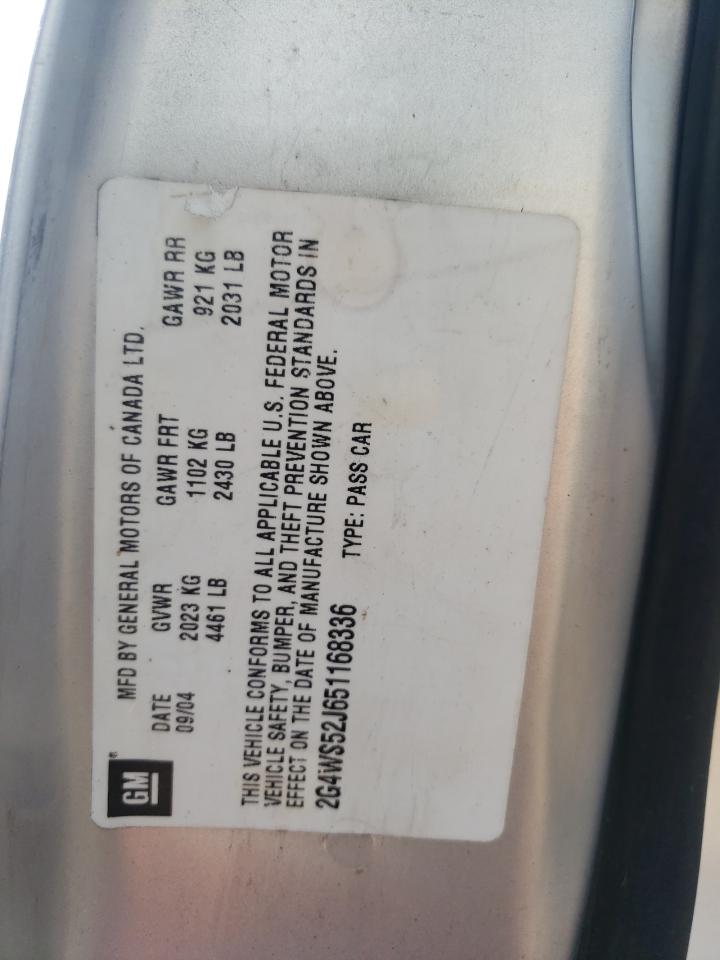 GM®
MFD BY GENERAL MOTORS OF CANADA LTD.
DATE GVWR GAWR FRT GAWR RR
09/04 2023 KG 1102 KG 921 KG
4461 LB 2430 LB 2031 LB
THIS VEHICLE CONFORMS TO ALL APPLICABLE U.S. FEDERAL MOTOR
VEHICLE SAFETY, BUMPER, AND THEFT PREVENTION STANDARDS IN
EFFECT ON THE DATE OF MANUFACTURE SHOWN ABOVE.
2G4WS52J651168336 TYPE: PASS CAR